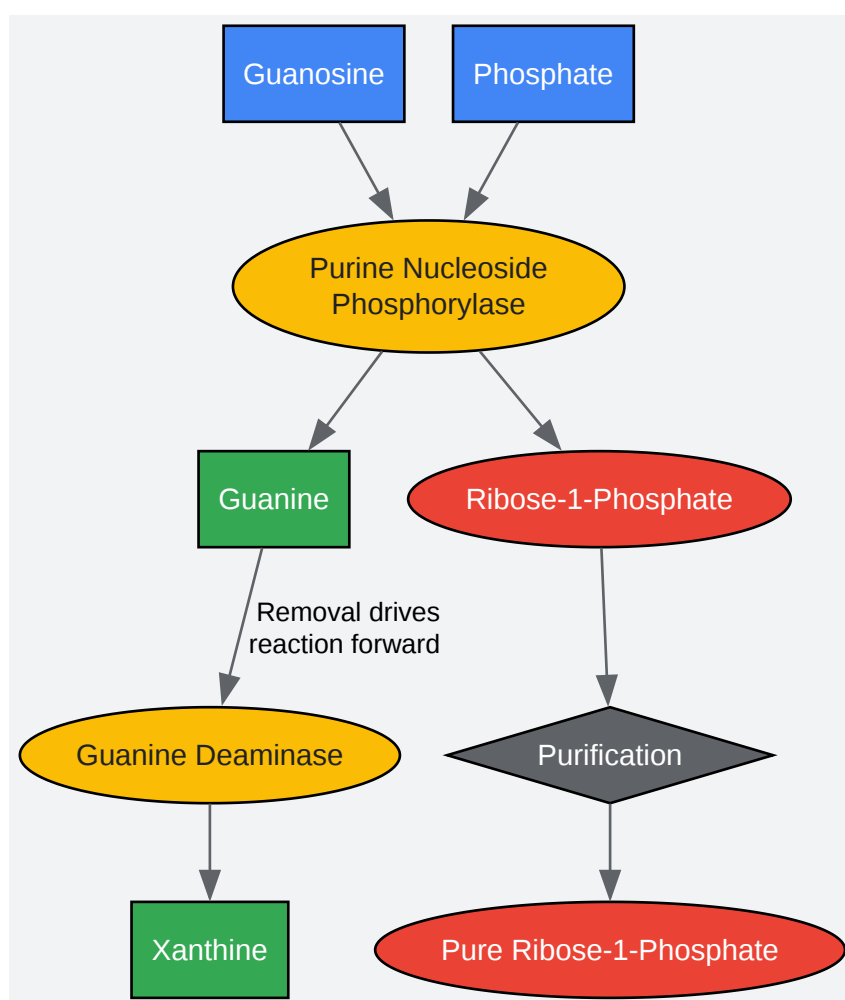 Guanosine
Phosphate
Purine Nucleoside
Phosphorylase
Guanine
Ribose-1-Phosphate
Removal drives
reaction forward
Guanine Deaminase
Purification
Xanthine
Pure Ribose-1-Phosphate